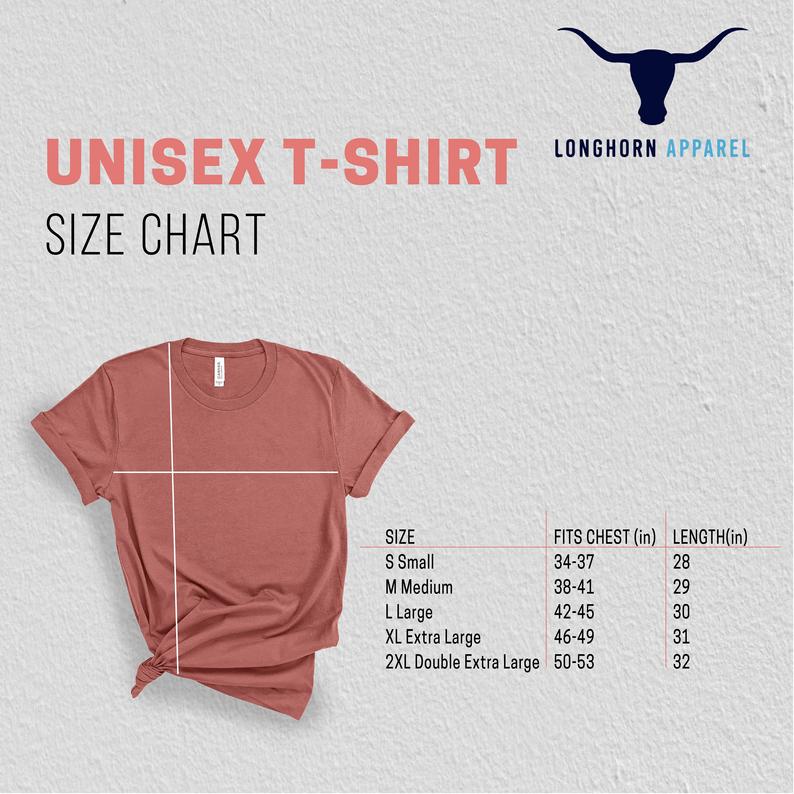 LONGHORN APPAREL
UNISEX T-SHIRT
SIZE CHART
SIZE FITS CHEST (in) LENGTH(in)
S Small 34-37 28
M Medium 38-41 29
L Large 42-45 30
XL Extra Large 46-49 31
2XL Double Extra Large 50-53 32